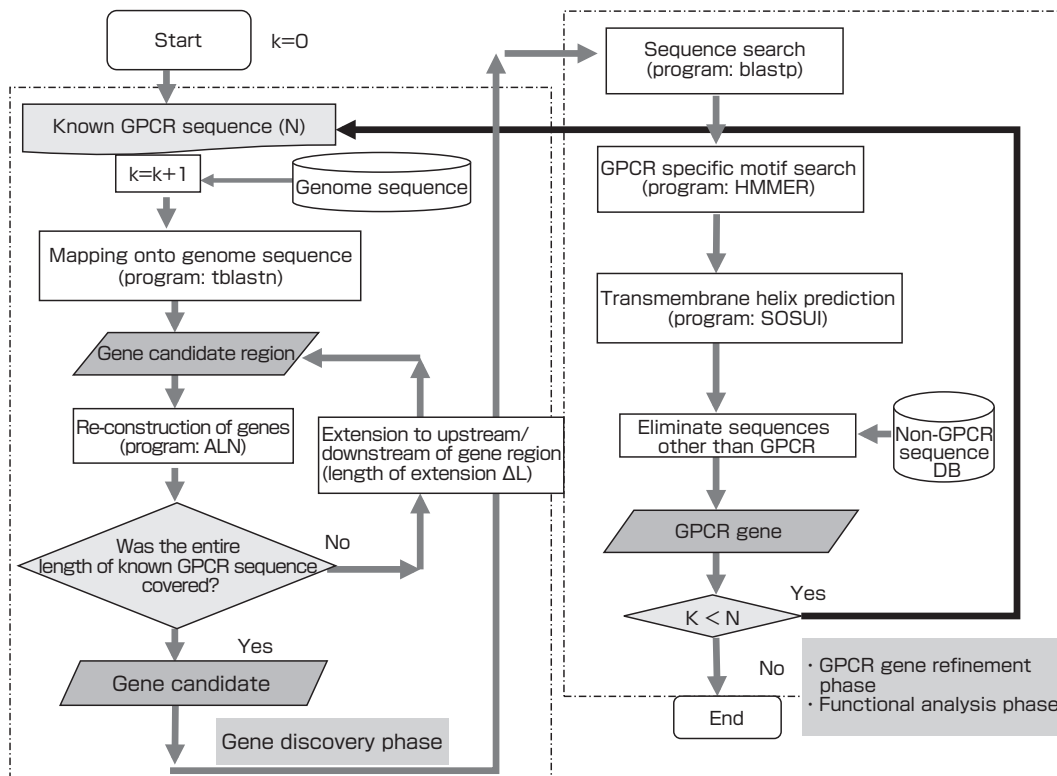 Start
k=0
Known GPCR sequence (N)
k=k+1
Genome sequence
Mapping onto genome sequence
(program: tblastn)
Gene candidate region
Re-construction of genes
(program: ALN)
Extension to upstream/
downstream of gene region
(length of extension ΔL)
Was the entire
length of known GPCR sequence
covered?
No
Yes
Gene candidate
Gene discovery phase
Sequence search
(program: blastp)
GPCR specific motif search
(program: HMMER)
Transmembrane helix prediction
(program: SOSUI)
Eliminate sequences
other than GPCR
Non-GPCR
sequence
DB
GPCR gene
K < N
Yes
No
End
・GPCR gene refinement
phase
・Functional analysis phase